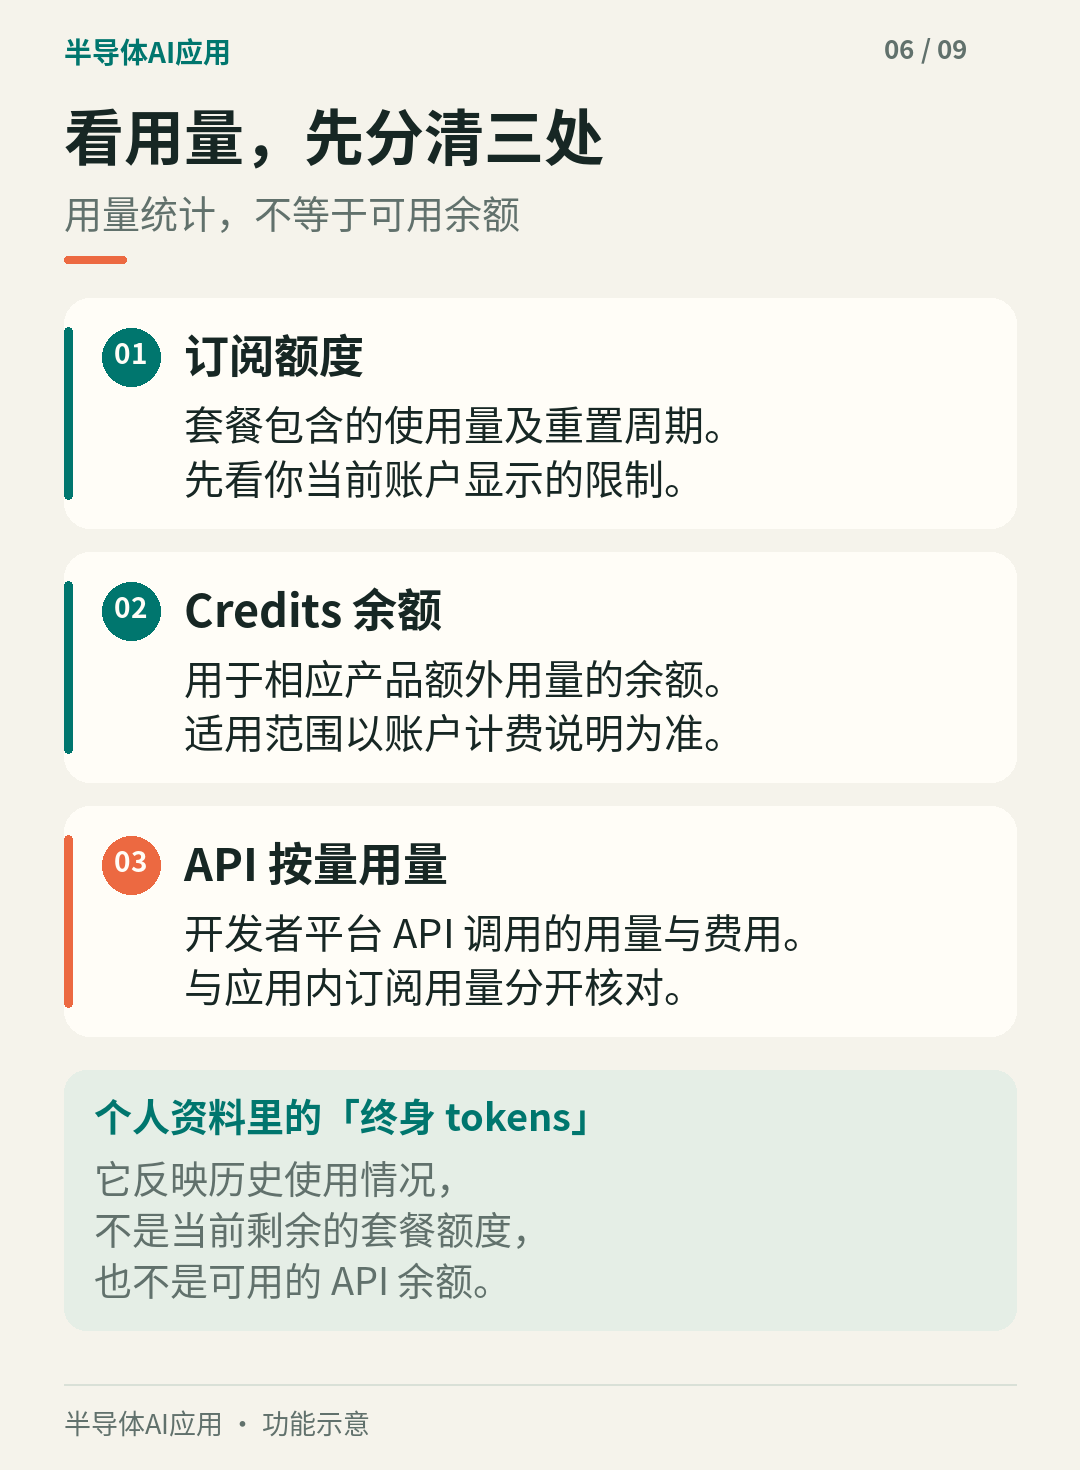 半导体AI应用
06 / 09
看用量，先分清三处
用量统计，不等于可用余额
01
订阅额度
套餐包含的使用量及重置周期。
先看你当前账户显示的限制。
02
Credits 余额
用于相应产品额外用量的余额。
适用范围以账户计费说明为准。
03
API 按量用量
开发者平台 API 调用的用量与费用。
与应用内订阅用量分开核对。
个人资料里的「终身 tokens」
它反映历史使用情况，
不是当前剩余的套餐额度，
也不是可用的 API 余额。
半导体AI应用 · 功能示意